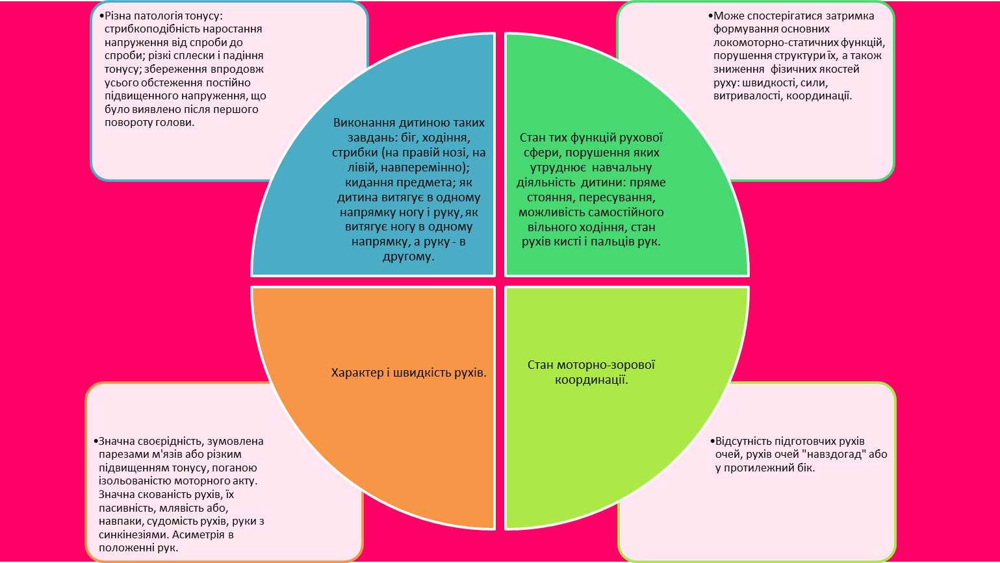 •Різна патологія тонусу:
стрибкоподібність наростання
напруження від спроби до
спроби; різкі сплески і падіння
тонусу; збереження впродовж
усього обстеження постійно
підвищенного напруження, що
було виявлено після першого
повороту голови.
•Може спостерігатися затримка
формування основних
локомоторно-статичних функцій,
порушення структури їх, а також
зниження фізичних якостей
руху: швидкості, сили,
витривалості, координації.
Виконання дитиною таких
завдань: біг, ходіння,
стрибки (на правій нозі, на
лівій, навперемінно);
кидання предмета; як
дитина витягує в одному
напрямку ногу і руку, як
витягує ногу в одному
напрямку, а руку - в
другому.
Стан тих функцій рухової
сфери, порушення яких
утруднює навчальну
діяльність дитини: пряме
стояння, пересування,
можливість самостійного
вільного ходіння, стан
рухів кисті і пальців рук.
Характер і швидкість рухів.
Стан моторно-зорової
координації.
•Значна своєрідність, зумовлена
парезами м'язів або різким
підвищенням тонусу, поганою
ізольованістю моторного акту.
Значна скованість рухів, їх
пасивність, млявість або,
навпаки, судомість рухів, руки з
синкінезіями. Асиметрія в
положенні рук.
•Відсутність підготовчих рухів
очей, рухів очей "навздогад" або
у протилежний бік.